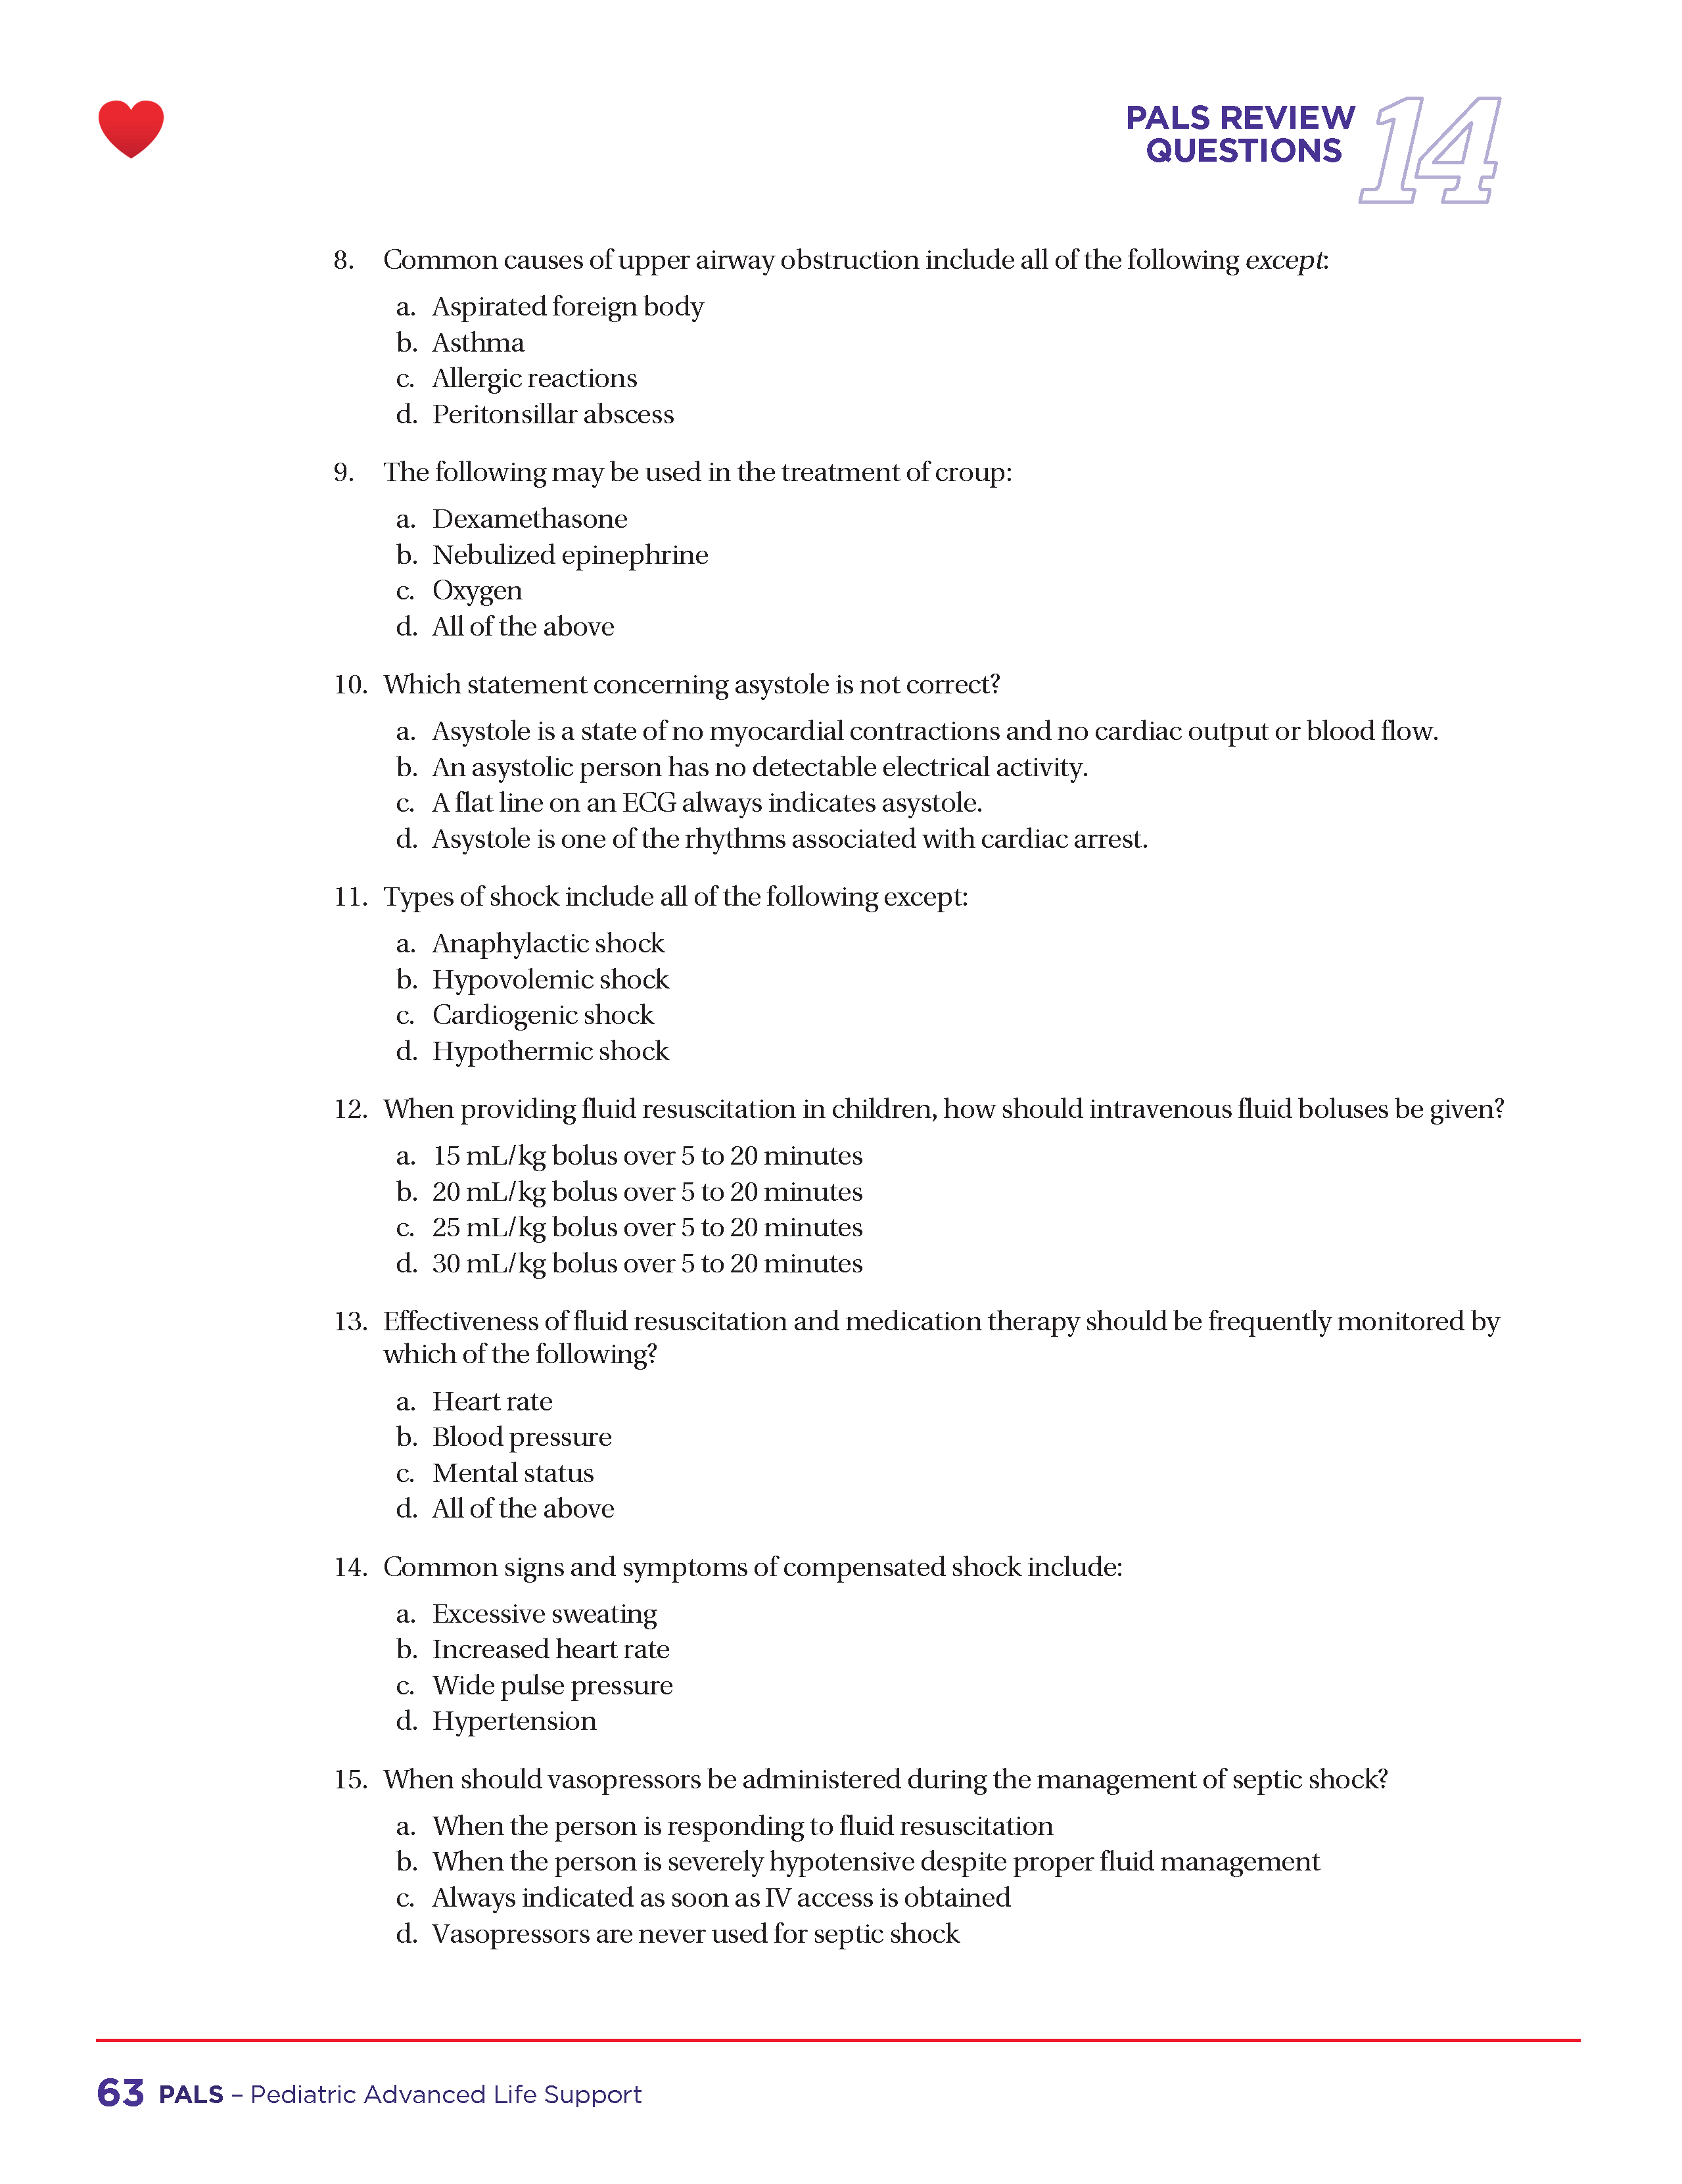 PALS REVIEW
QUESTIONS
14
8. Common causes of upper airway obstruction include all of the following except:
a. Aspirated foreign body
b. Asthma
c. Allergic reactions
d. Peritonsillar abscess
9. The following may be used in the treatment of croup:
a. Dexamethasone
b. Nebulized epinephrine
c. Oxygen
d. All of the above
10. Which statement concerning asystole is not correct?
a. Asystole is a state of no myocardial contractions and no cardiac output or blood flow.
b. An asystolic person has no detectable electrical activity.
c. A flat line on an ECG always indicates asystole.
d. Asystole is one of the rhythms associated with cardiac arrest.
11. Types of shock include all of the following except:
a. Anaphylactic shock
b. Hypovolemic shock
c. Cardiogenic shock
d. Hypothermic shock
12. When providing fluid resuscitation in children, how should intravenous fluid boluses be given?
a. 15 mL/kg bolus over 5 to 20 minutes
b. 20 mL/kg bolus over 5 to 20 minutes
c. 25 mL/kg bolus over 5 to 20 minutes
d. 30 mL/kg bolus over 5 to 20 minutes
13. Effectiveness of fluid resuscitation and medication therapy should be frequently monitored by
which of the following?
a. Heart rate
b. Blood pressure
c. Mental status
d. All of the above
14. Common signs and symptoms of compensated shock include:
a. Excessive sweating
b. Increased heart rate
c. Wide pulse pressure
d. Hypertension
15. When should vasopressors be administered during the management of septic shock?
a. When the person is responding to fluid resuscitation
b. When the person is severely hypotensive despite proper fluid management
c. Always indicated as soon as IV access is obtained
d. Vasopressors are never used for septic shock
63 PALS – Pediatric Advanced Life Support